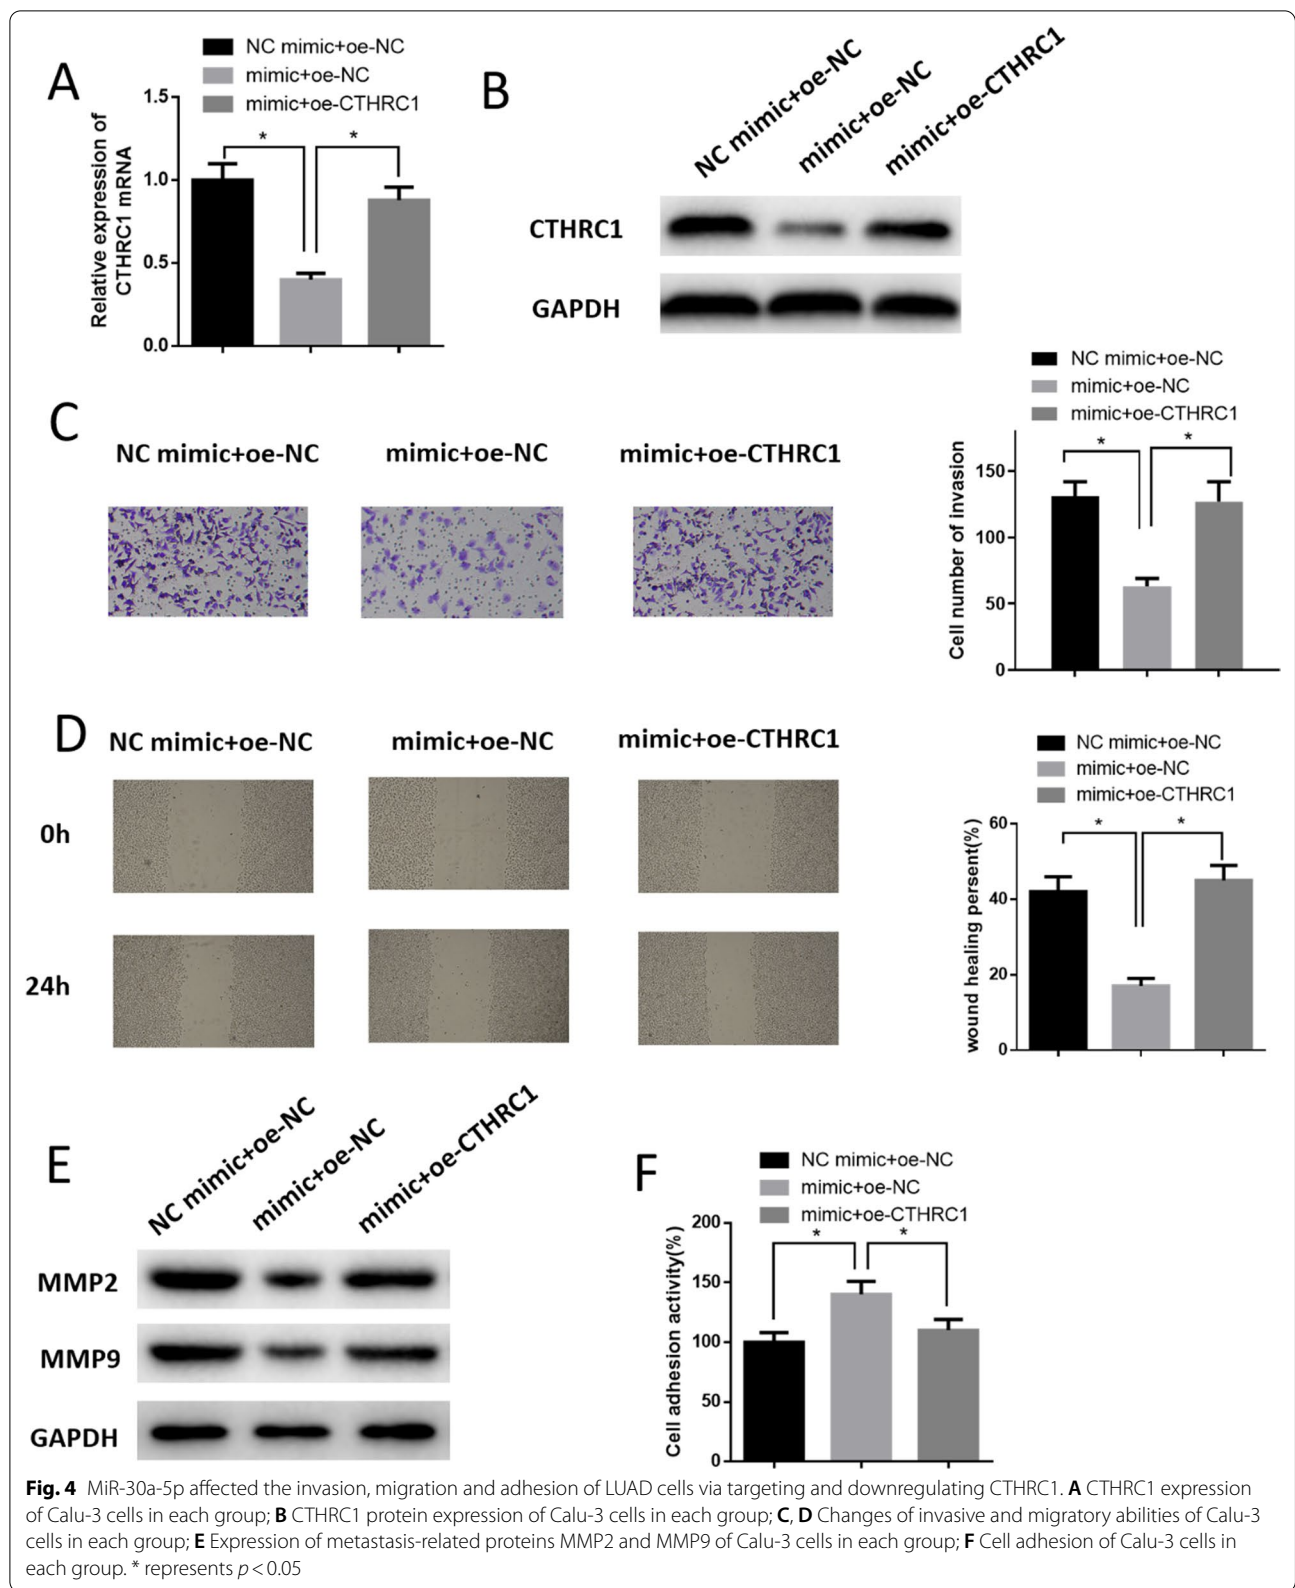 A
NC mimic+oe-NC
mimic+oe-NC
mimic+oe-CTHRC1
Relative expression of
CTHRC1 mRNA
1.5
1.0
0.5
0.0
*
*
B
NC mimic+oe-NC
mimic+oe-NC
mimic+oe-CTHRC1
CTHRC1
GAPDH
C
NC mimic+oe-NC
mimic+oe-NC
mimic+oe-CTHRC1
NC mimic+oe-NC
mimic+oe-NC
mimic+oe-CTHRC1
Cell number of invasion
150
100
50
0
*
*
D
NC mimic+oe-NC
mimic+oe-NC
mimic+oe-CTHRC1
0h
24h
NC mimic+oe-NC
mimic+oe-NC
mimic+oe-CTHRC1
wound healing persent(%)
60
40
20
0
*
*
E
NC mimic+oe-NC
mimic+oe-NC
mimic+oe-CTHRC1
MMP2
MMP9
GAPDH
F
NC mimic+oe-NC
mimic+oe-NC
mimic+oe-CTHRC1
Cell adhesion activity(%)
200
150
100
50
0
*
*
Fig. 4 MiR-30a-5p affected the invasion, migration and adhesion of LUAD cells via targeting and downregulating CTHRC1. A CTHRC1 expression
of Calu-3 cells in each group; B CTHRC1 protein expression of Calu-3 cells in each group; C, D Changes of invasive and migratory abilities of Calu-3
cells in each group; E Expression of metastasis-related proteins MMP2 and MMP9 of Calu-3 cells in each group; F Cell adhesion of Calu-3 cells in
each group. * represents p < 0.05